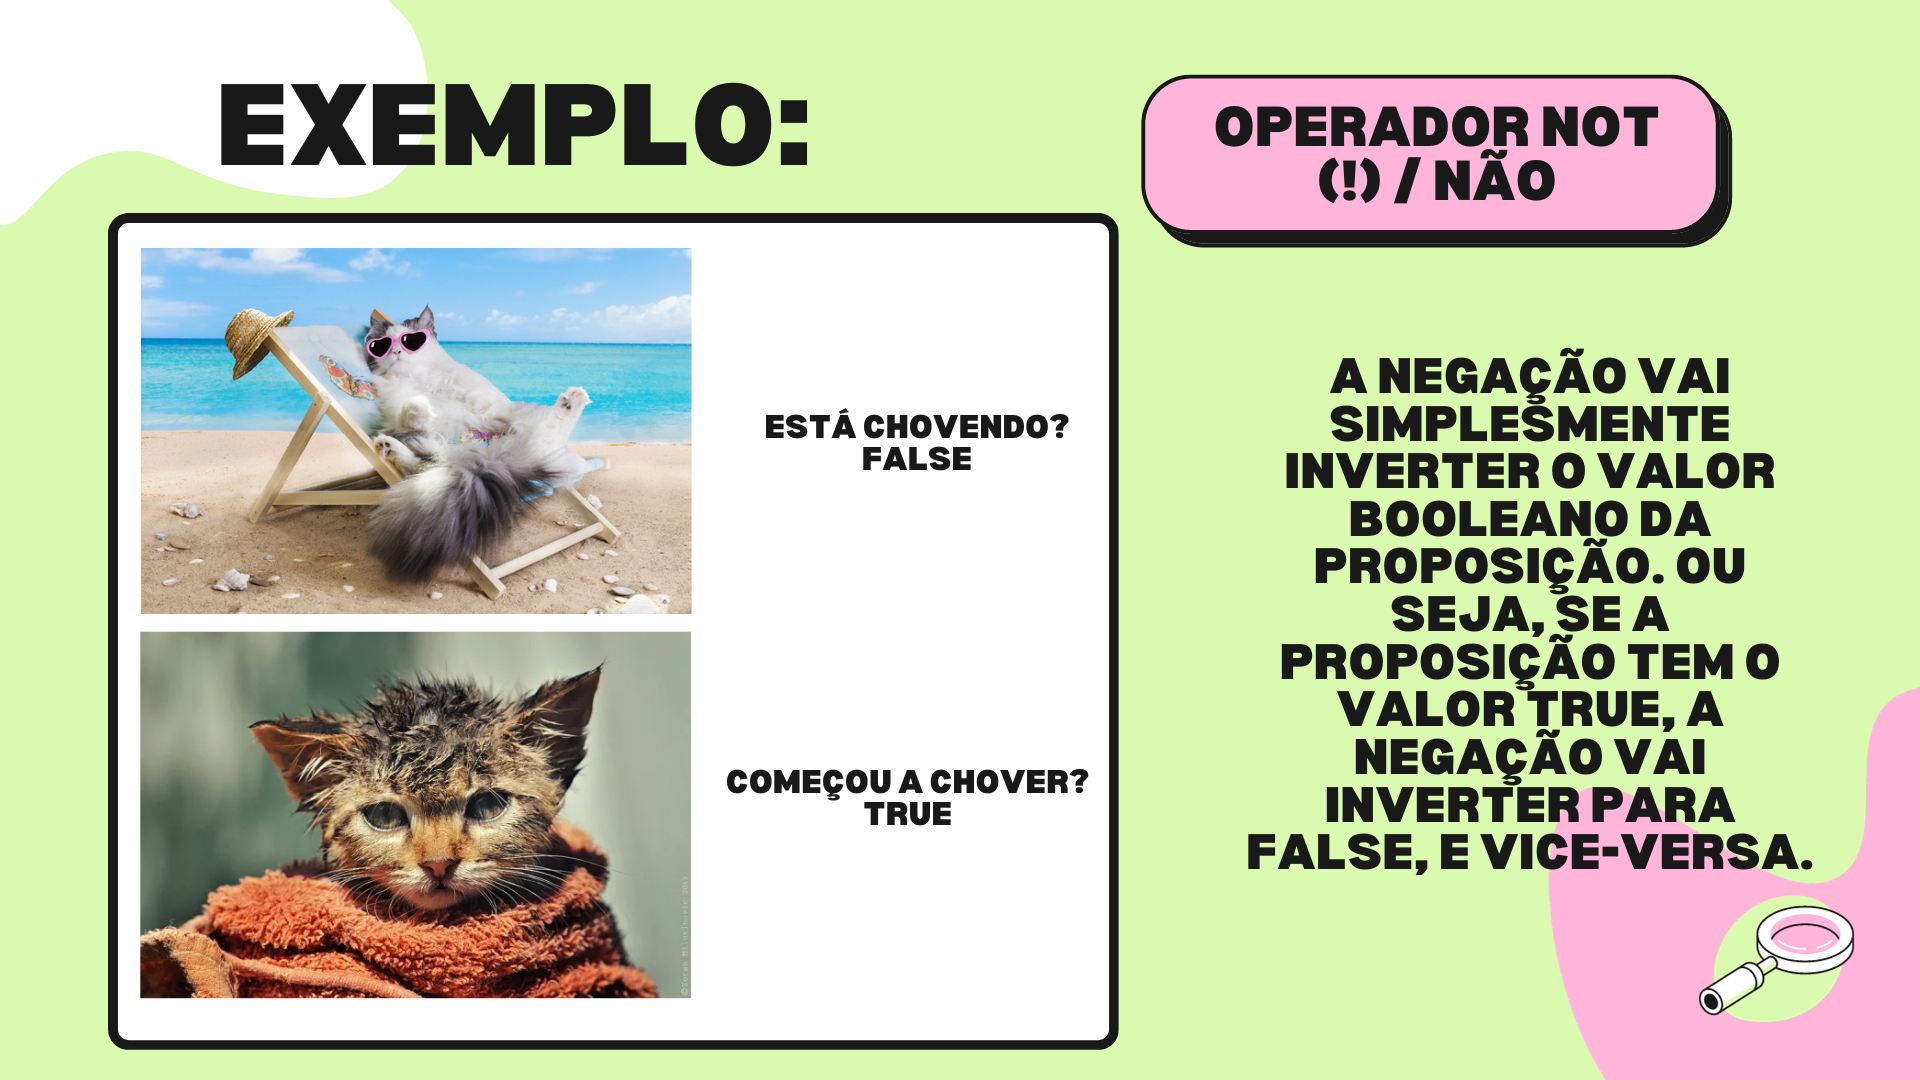 EXEMPLO:
OPERADOR NOT
(!) / NÃO
ESTÁ CHOVENDO?
FALSE
COMEÇOU A CHOVER?
TRUE
A NEGAÇÃO VAI
SIMPLESMENTE
INVERTER O VALOR
BOOLEANO DA
PROPOSIÇÃO. OU
SEJA, SE A
PROPOSIÇÃO TEM O
VALOR TRUE, A
NEGAÇÃO VAI
INVERTER PARA
FALSE, E VICE-VERSA.